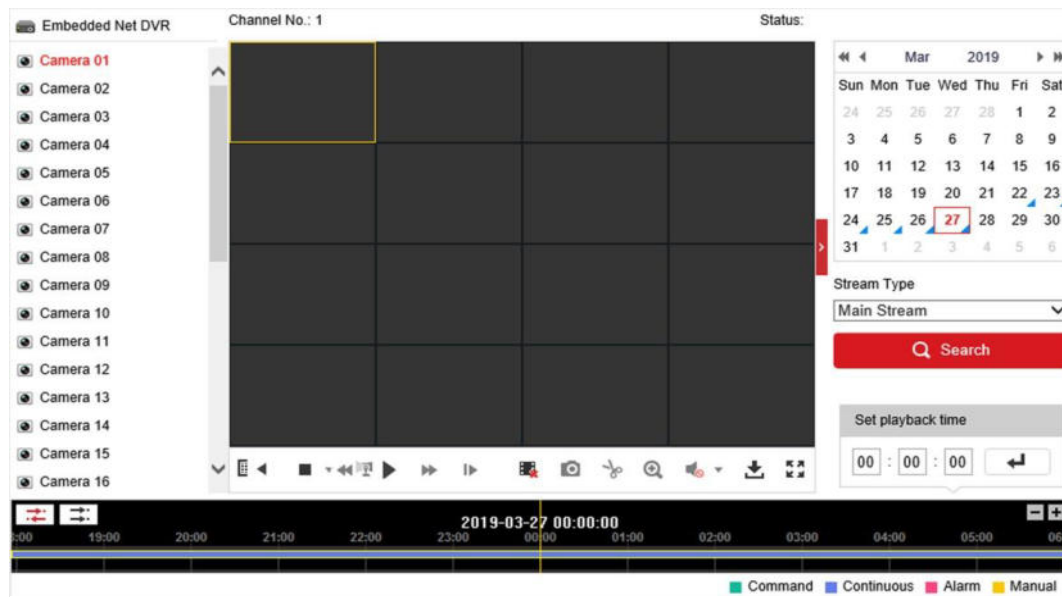 Embedded Net DVR
Camera 01
Camera 02
Camera 03
Camera 04
Camera 05
Camera 06
Camera 07
Camera 08
Camera 09
Camera 10
Camera 11
Camera 12
Camera 13
Camera 14
Camera 15
Camera 16
Channel No.: 1 Status:
Mar 2019
Sun Mon Tue Wed Thu Fri Sat
24 25 26 27 28 1 2
3 4 5 6 7 8 9
10 11 12 13 14 15 16
17 18 19 20 21 22 23
24 25 26 27 28 29 30
31 1 2 3 4 5 6
Stream Type
Main Stream
Search
Set playback time
00 : 00 : 00
2019-03-27 00:00:00
:00 19:00 20:00 21:00 22:00 23:00 00:00 01:00 02:00 03:00 04:00 05:00 06
Command Continuous Alarm Manual